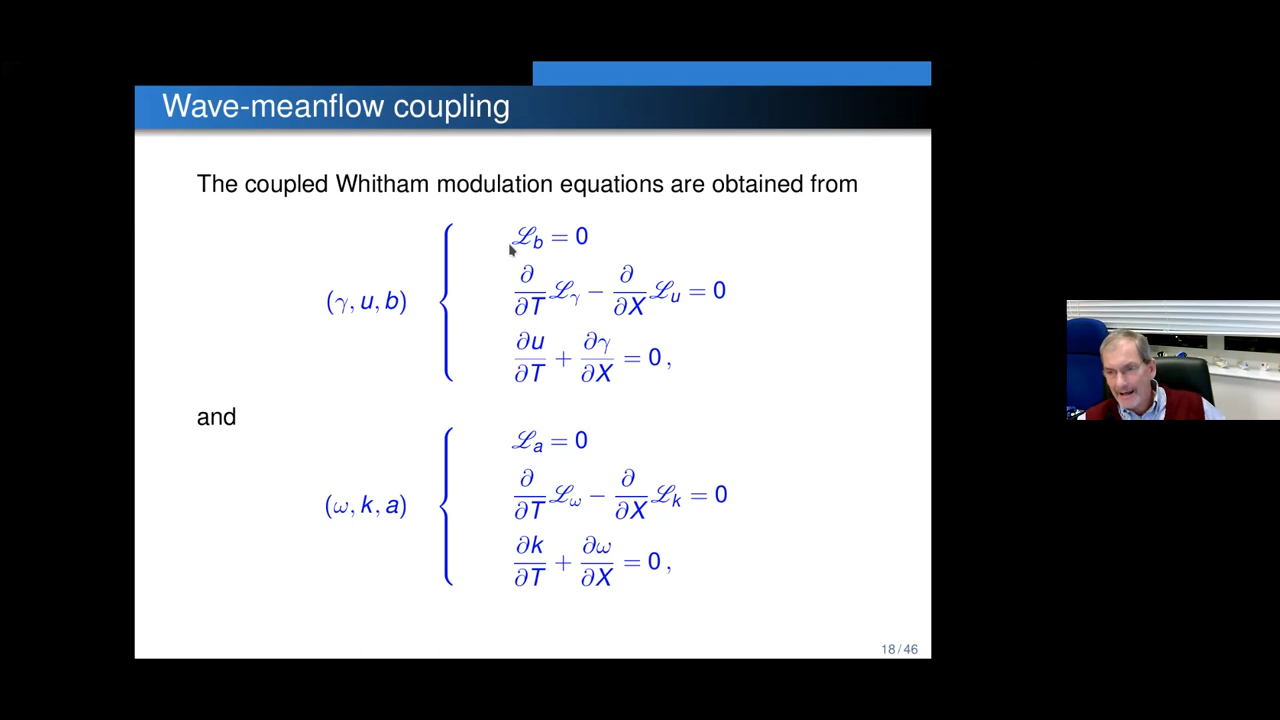 Wave-meanflow coupling
The coupled Whitham modulation equations are obtained from
ℒ_b = 0
(γ, u, b) { ∂/∂T ℒ_γ − ∂/∂X ℒ_u = 0
∂u/∂T + ∂γ/∂X = 0 ,
and
ℒ_a = 0
(ω, k, a) { ∂/∂T ℒ_ω − ∂/∂X ℒ_k = 0
∂k/∂T + ∂ω/∂X = 0 ,
18 / 46